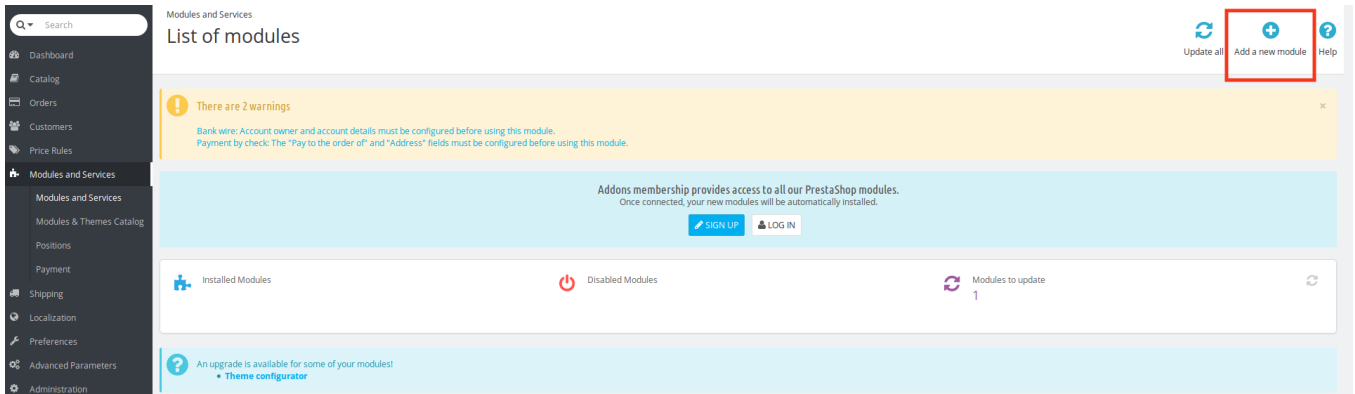 Search
Dashboard
Catalog
Orders
Customers
Price Rules
Modules and Services
Modules and Services
Modules & Themes Catalog
Positions
Payment
Shipping
Localization
Preferences
Advanced Parameters
Administration
Modules and Services
List of modules
Update all
Add a new module
Help
There are 2 warnings
Bank wire: Account owner and account details must be configured before using this module.
Payment by check: The "Pay to the order of" and "Address" fields must be configured before using this module.
Addons membership provides access to all our PrestaShop modules.
Once connected, your new modules will be automatically installed.
SIGN UP
LOG IN
Installed Modules
Disabled Modules
Modules to update
1
An upgrade is available for some of your modules!
Theme configurator